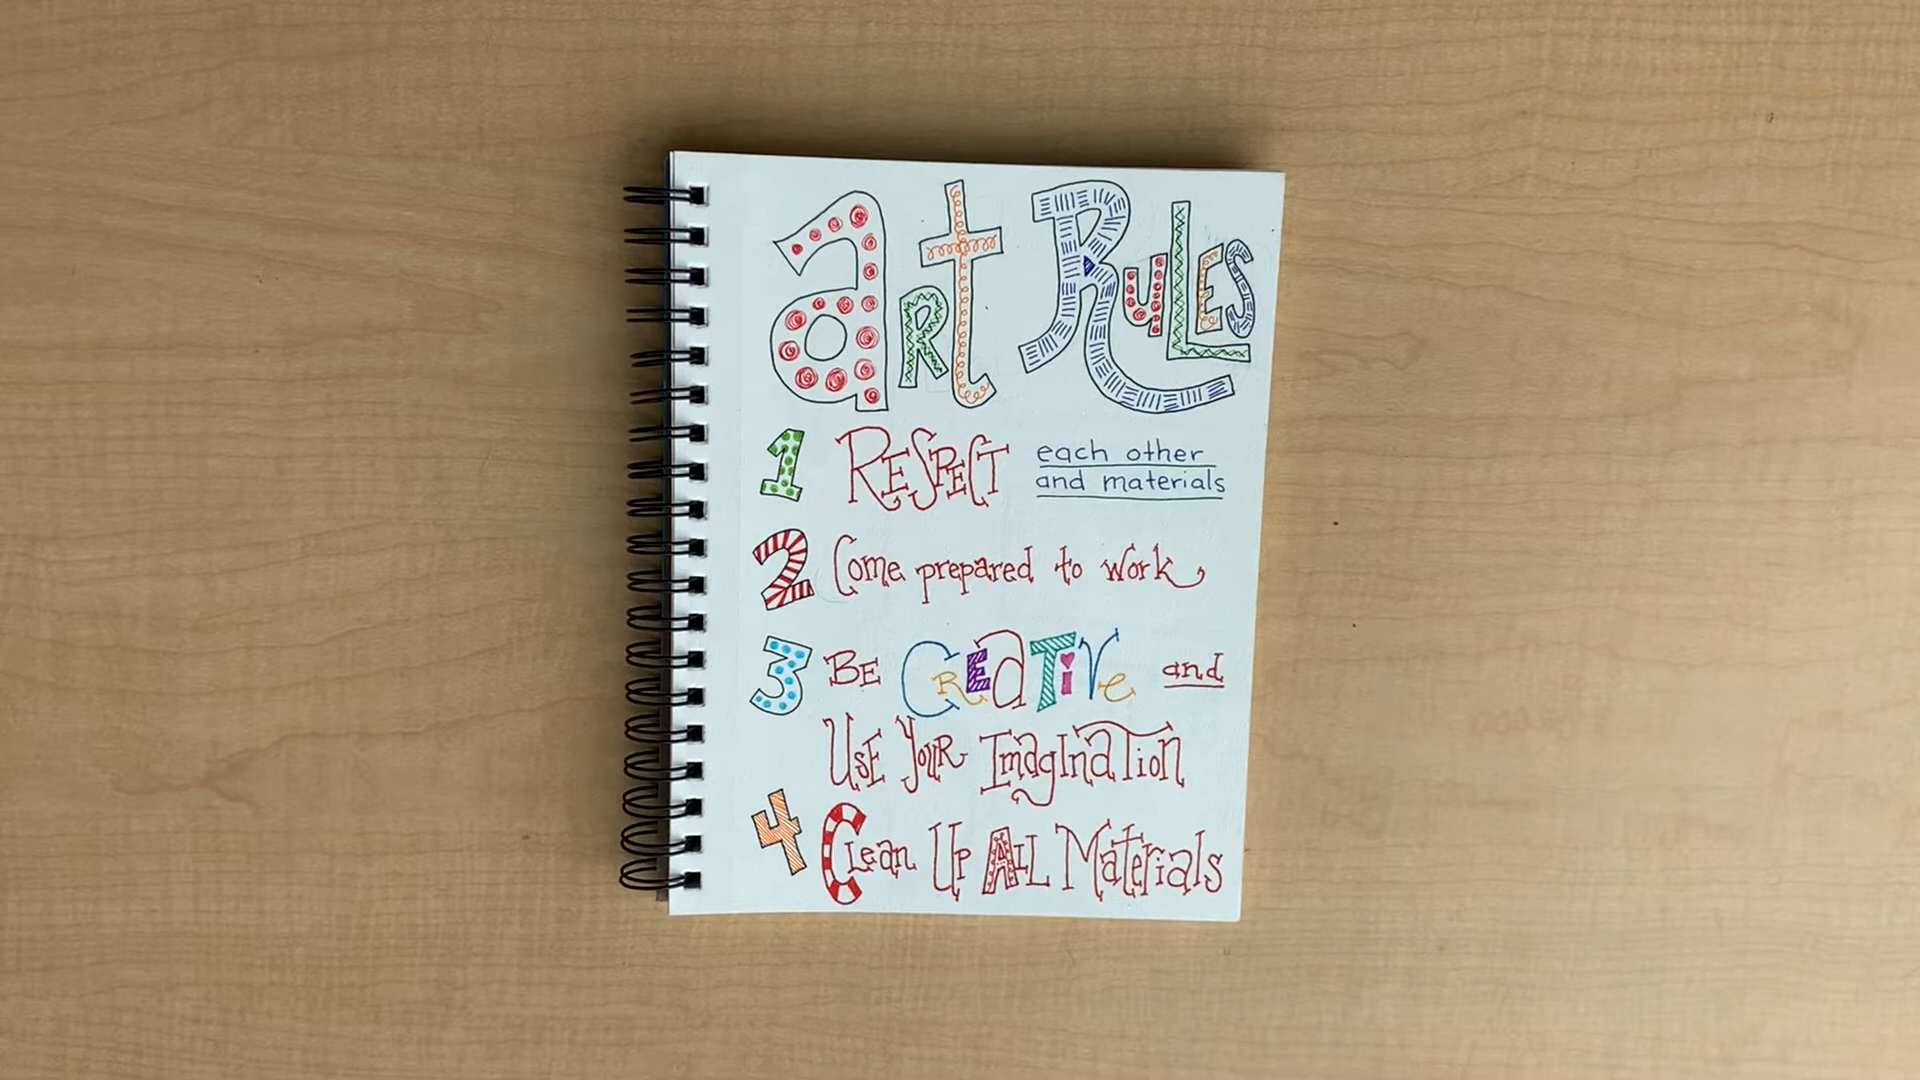 art RuLES
1 RESPECT each other
and materials
2 Come prepared to work
3 BE CREaTiVe and
USE YOUR ImagInaTion
4 Clean Up ALL Materials